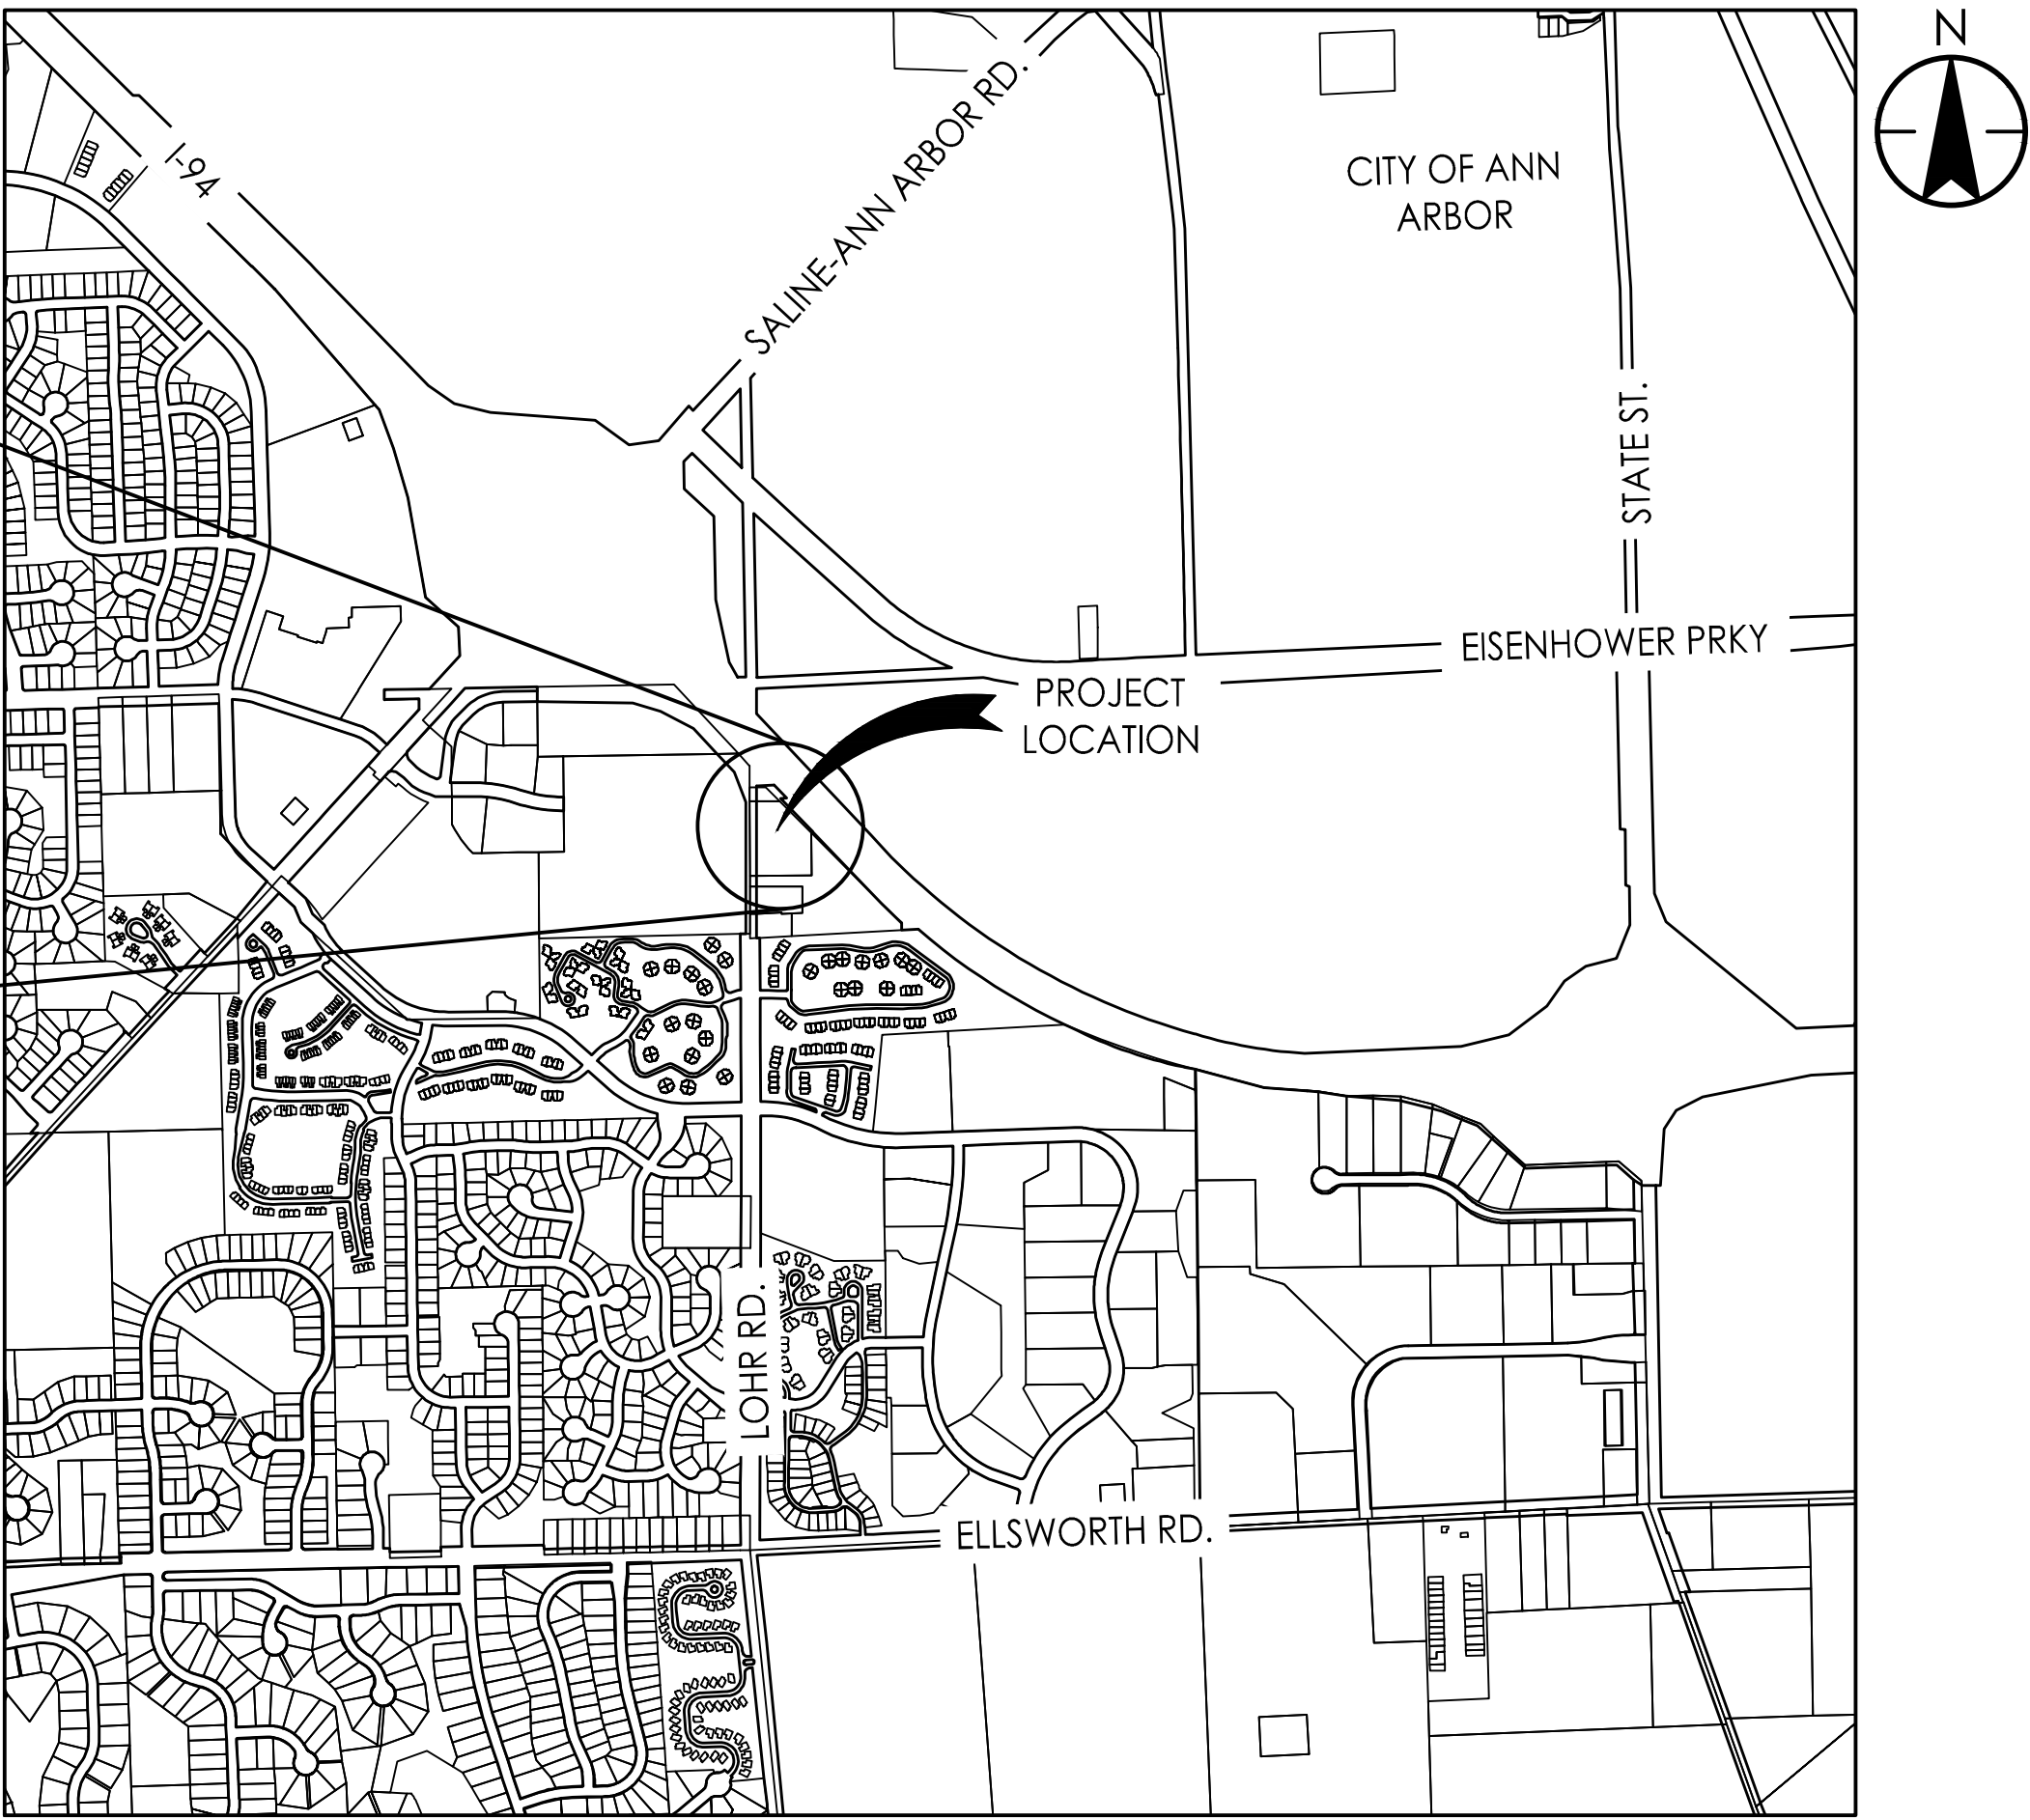 N
I-94
SALINE-ANN ARBOR RD.
CITY OF ANN
ARBOR
STATE ST.
EISENHOWER PRKY
PROJECT
LOCATION
LOHR RD.
ELLSWORTH RD.